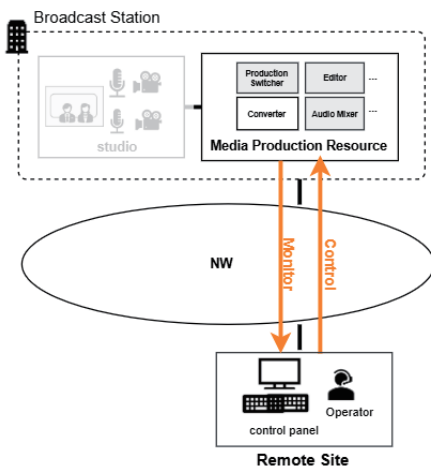 Broadcast Station
Production
Switcher
Editor
...
Converter
Audio Mixer
...
studio
Media Production Resource
Monitor
Control
NW
Operator
control panel
Remote Site